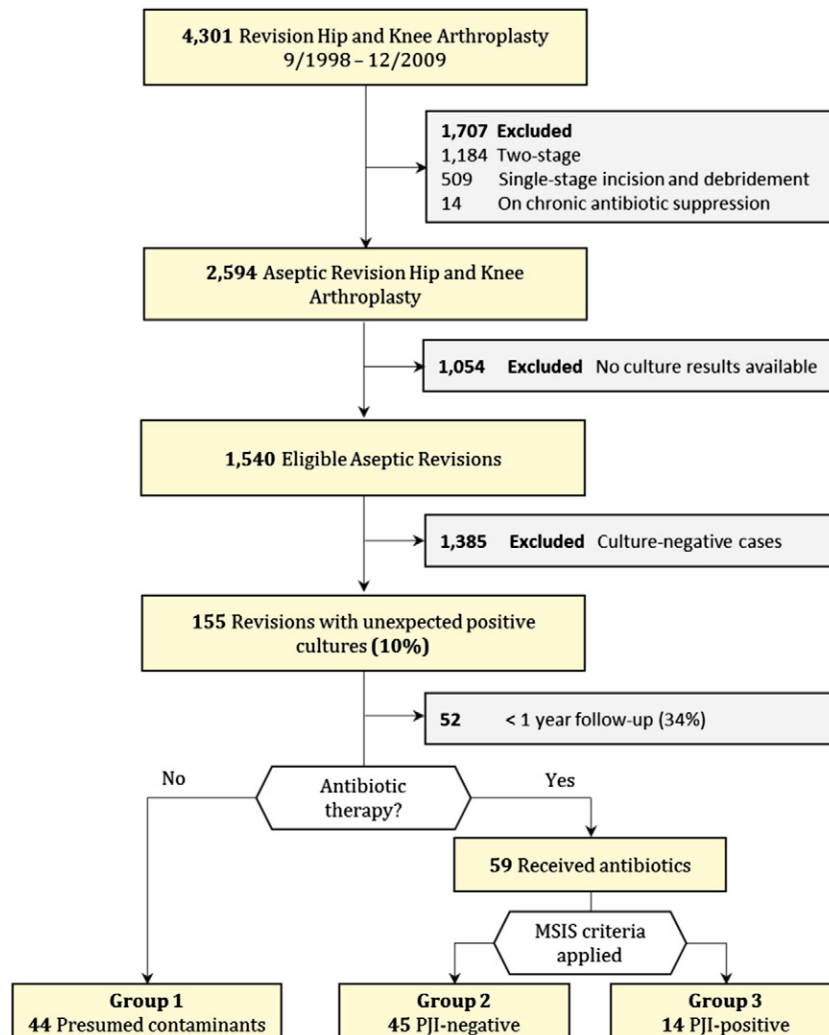 4,301 Revision Hip and Knee Arthroplasty
9/1998 – 12/2009
1,707 Excluded
1,184 Two-stage
509 Single-stage incision and debridement
14 On chronic antibiotic suppression
2,594 Aseptic Revision Hip and Knee
Arthroplasty
1,054 Excluded No culture results available
1,540 Eligible Aseptic Revisions
1,385 Excluded Culture-negative cases
155 Revisions with unexpected positive
cultures (10%)
52 < 1 year follow-up (34%)
No
Antibiotic
therapy?
Yes
59 Received antibiotics
MSIS criteria
applied
Group 1
44 Presumed contaminants
Group 2
45 PJI-negative
Group 3
14 PJI-positive